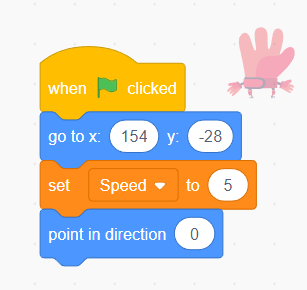 when clicked
go to x: 154 y: -28
set Speed to 5
point in direction 0